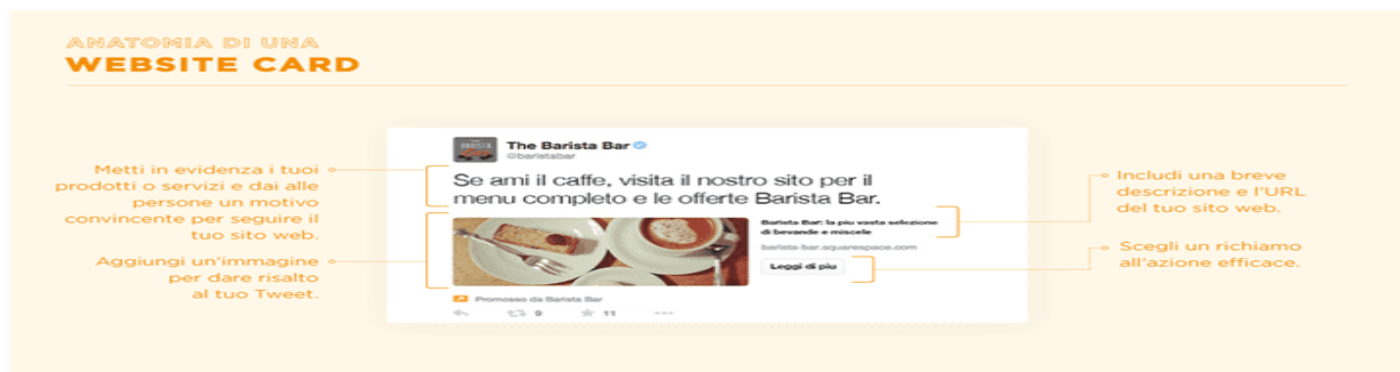 ANATOMIA DI UNA
WEBSITE CARD
Metti in evidenza i tuoi
prodotti o servizi e dai alle
persone un motivo
convincente per seguire il
tuo sito web.
Aggiungi un'immagine
per dare risalto
al tuo Tweet.
BARISTA
The Barista Bar
@baristabar
Se ami il caffe, visita il nostro sito per il
menu completo e le offerte Barista Bar.
Barista Bar: la piu vasta selezione
di bevande e miscele
barista-bar.squarespace.com
Leggi di piu
Promosso da Barista Bar
9
11
Includi una breve
descrizione e l'URL
del tuo sito web.
Scegli un richiamo
all'azione efficace.